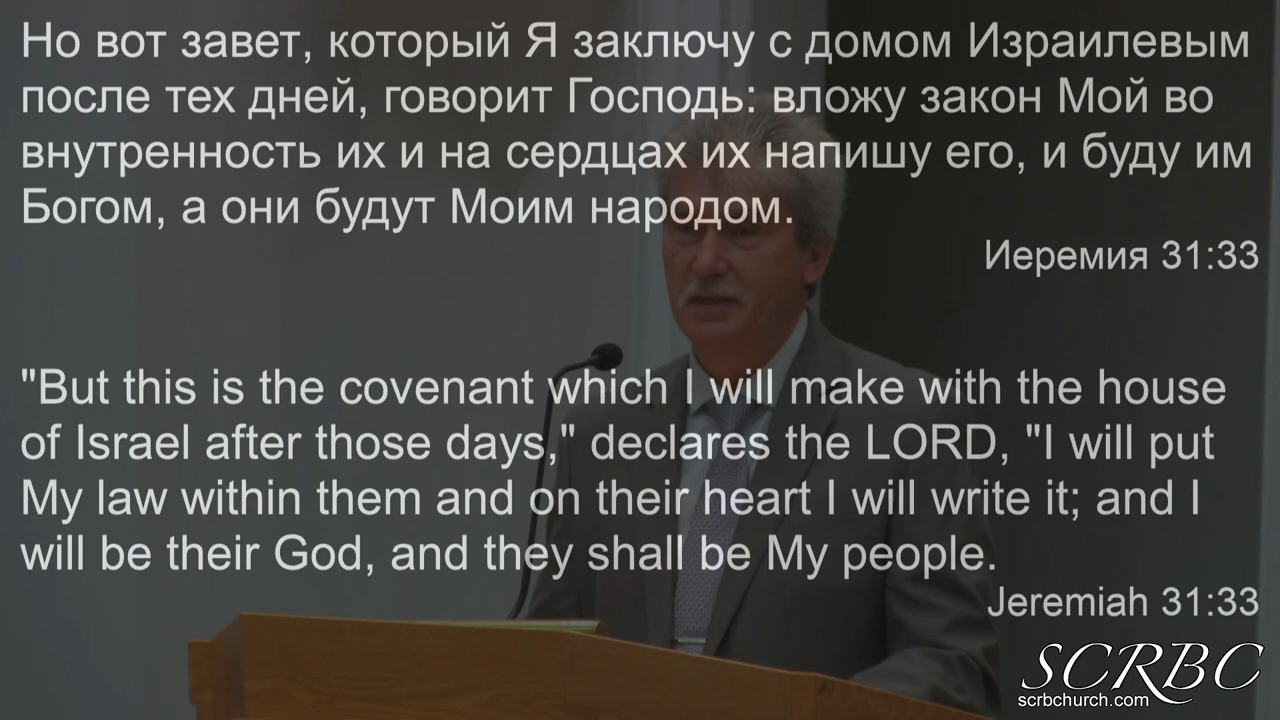 Но вот завет, который Я заключу с домом Израилевым
после тех дней, говорит Господь: вложу закон Мой во
внутренность их и на сердцах их напишу его, и буду им
Богом, а они будут Моим народом.
Иеремия 31:33
"But this is the covenant which I will make with the house
of Israel after those days," declares the LORD, "I will put
My law within them and on their heart I will write it; and I
will be their God, and they shall be My people.
Jeremiah 31:33
SCRBC
scrbchurch.com